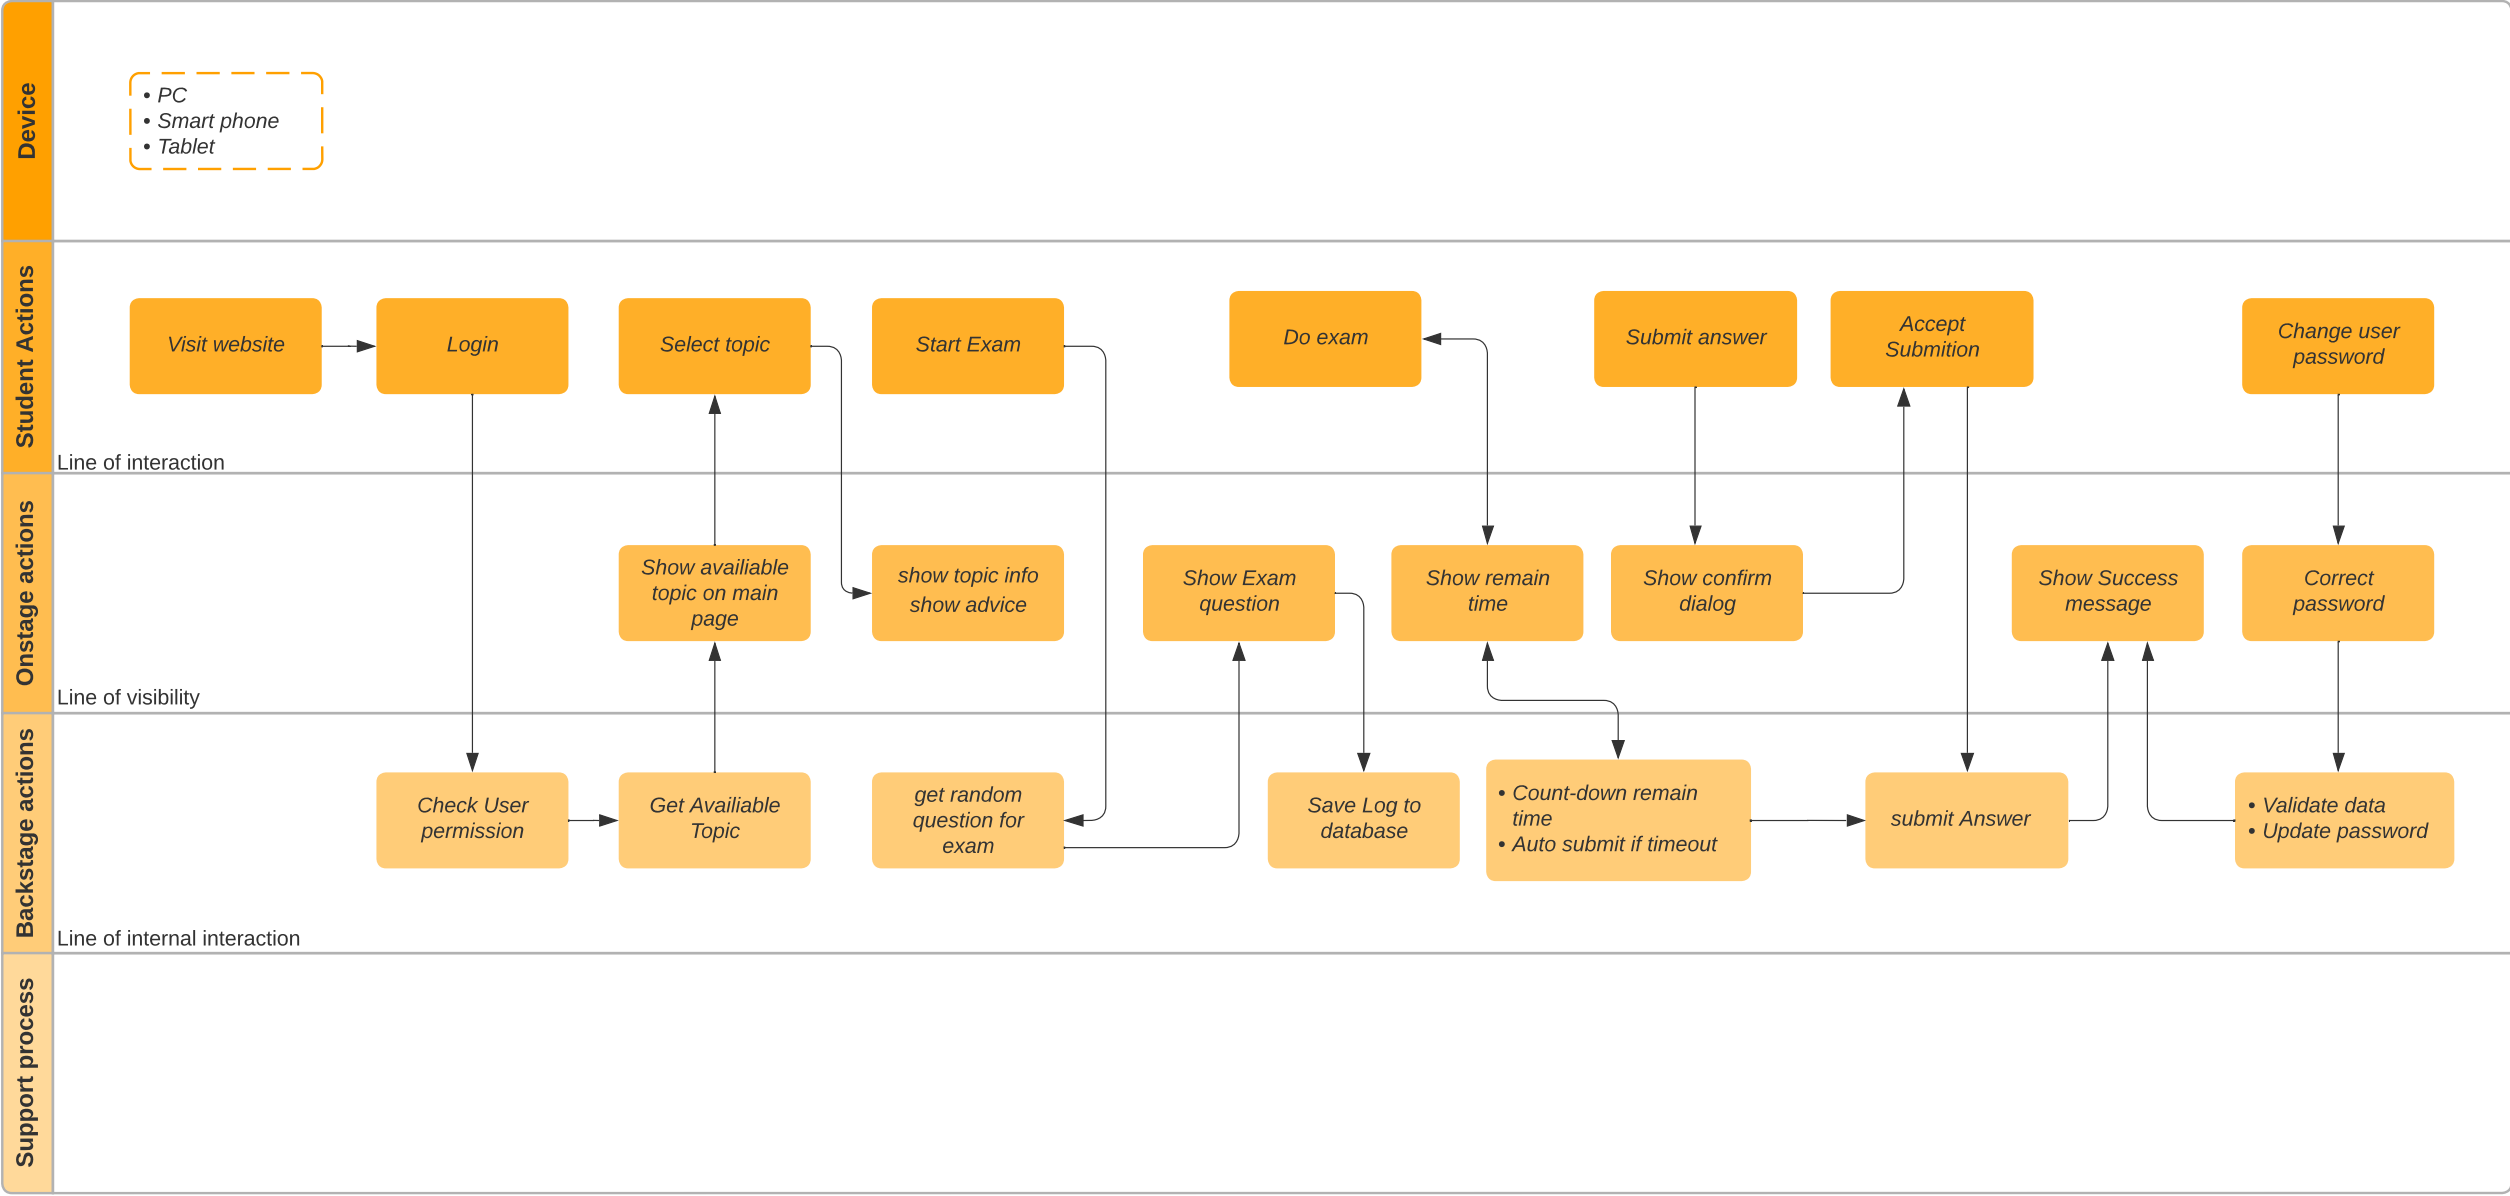 Device
• PC
• Smart phone
• Tablet
Student Actions
Visit website
Login
Select topic
Start Exam
Do exam
Submit answer
Accept
Submition
Change user
password
Line of interaction
Onstage actions
Show availiable
topic on main
page
show topic info
show advice
Show Exam
question
Show remain
time
Show confirm
dialog
Show Success
message
Correct
password
Line of visibility
Backstage actions
Check User
permission
Get Availiable
Topic
get random
question for
exam
Save Log to
database
• Count-down remain
time
• Auto submit if timeout
submit Answer
• Validate data
• Update password
Line of internal interaction
Support process